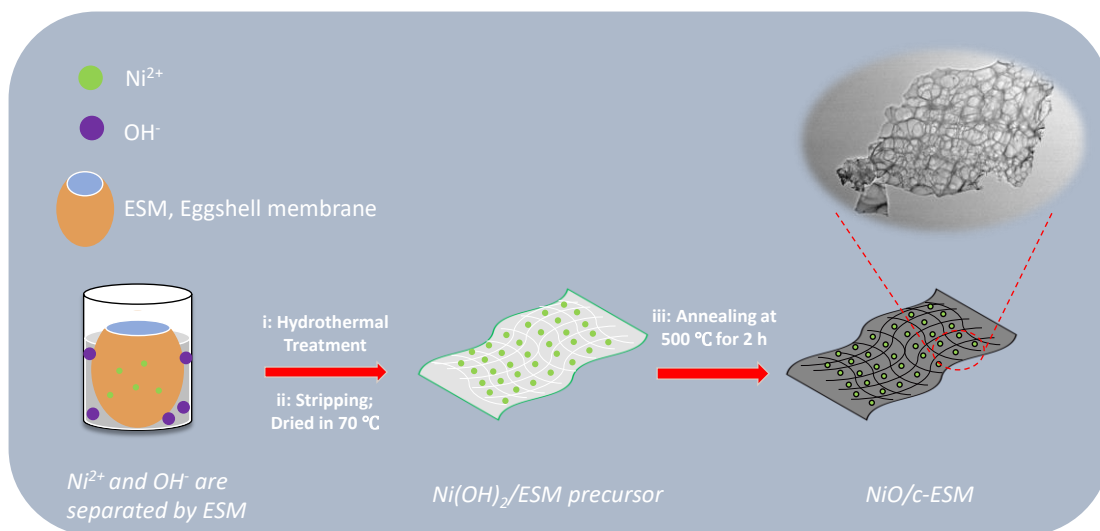 Ni²⁺
OH⁻
ESM, Eggshell membrane
i: Hydrothermal
Treatment
ii: Stripping;
Dried in 70 ℃
iii: Annealing at
500 ℃ for 2 h
Ni²⁺ and OH⁻ are
separated by ESM
Ni(OH)₂/ESM precursor
NiO/c-ESM